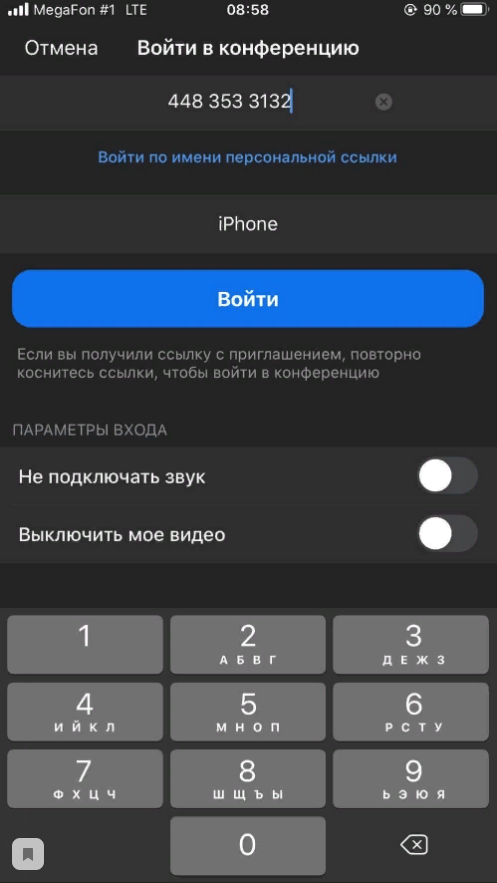 MegaFon #1 LTE 08:58 90 %
Отмена Войти в конференцию
448 353 3132
Войти по имени персональной ссылки
iPhone
Войти
Если вы получили ссылку с приглашением, повторно
коснитесь ссылки, чтобы войти в конференцию
ПАРАМЕТРЫ ВХОДА
Не подключать звук
Выключить мое видео
1 2 3
А Б В Г Д Е Ж З
4 5 6
И Й К Л М Н О П Р С Т У
7 8 9
Ф Х Ц Ч Ш Щ Ъ Ы Ь Э Ю Я
0